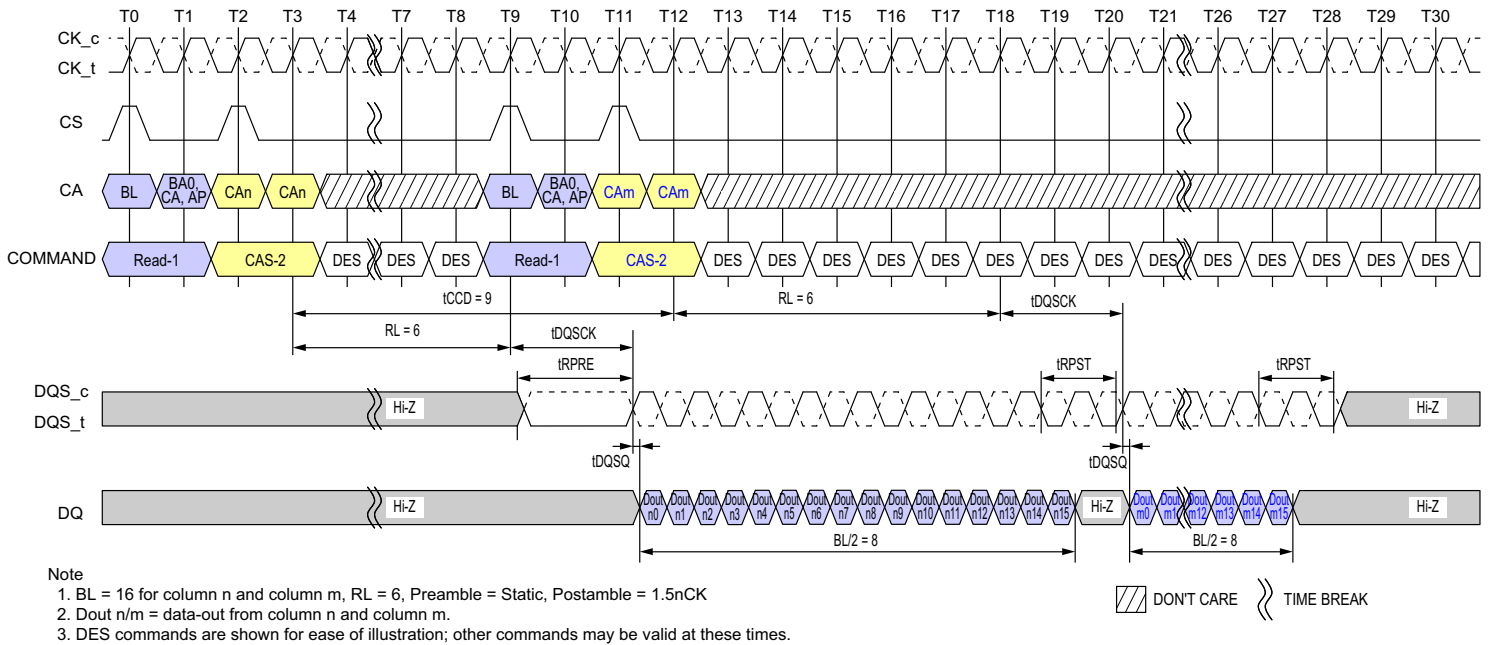 T0 T1 T2 T3 T4 T7 T8 T9 T10 T11 T12 T13 T14 T15 T16 T17 T18 T19 T20 T21 T26 T27 T28 T29 T30
CK_c
CK_t
CS
CA BL BA0, CA, AP CAn CAn BL BA0, CA, AP CAm CAm
COMMAND Read-1 CAS-2 DES DES DES Read-1 CAS-2 DES DES DES DES DES DES DES DES DES DES DES DES DES DES
tCCD = 9 RL = 6 tDQSCK
RL = 6 tDQSCK
tRPRE tRPST tRPST
DQS_c
DQS_t
Hi-Z Hi-Z
tDQSQ tDQSQ
DQ Hi-Z Dout n0 Dout n1 Dout n2 Dout n3 Dout n4 Dout n5 Dout n6 Dout n7 Dout n8 Dout n9 Dout n10 Dout n11 Dout n12 Dout n13 Dout n14 Dout n15 Hi-Z Dout m0 Dout m1 Dout m12 Dout m13 Dout m14 Dout m15 Hi-Z
BL/2 = 8 BL/2 = 8
Note
1. BL = 16 for column n and column m, RL = 6, Preamble = Static, Postamble = 1.5nCK
2. Dout n/m = data-out from column n and column m.
3. DES commands are shown for ease of illustration; other commands may be valid at these times.
DON'T CARE TIME BREAK